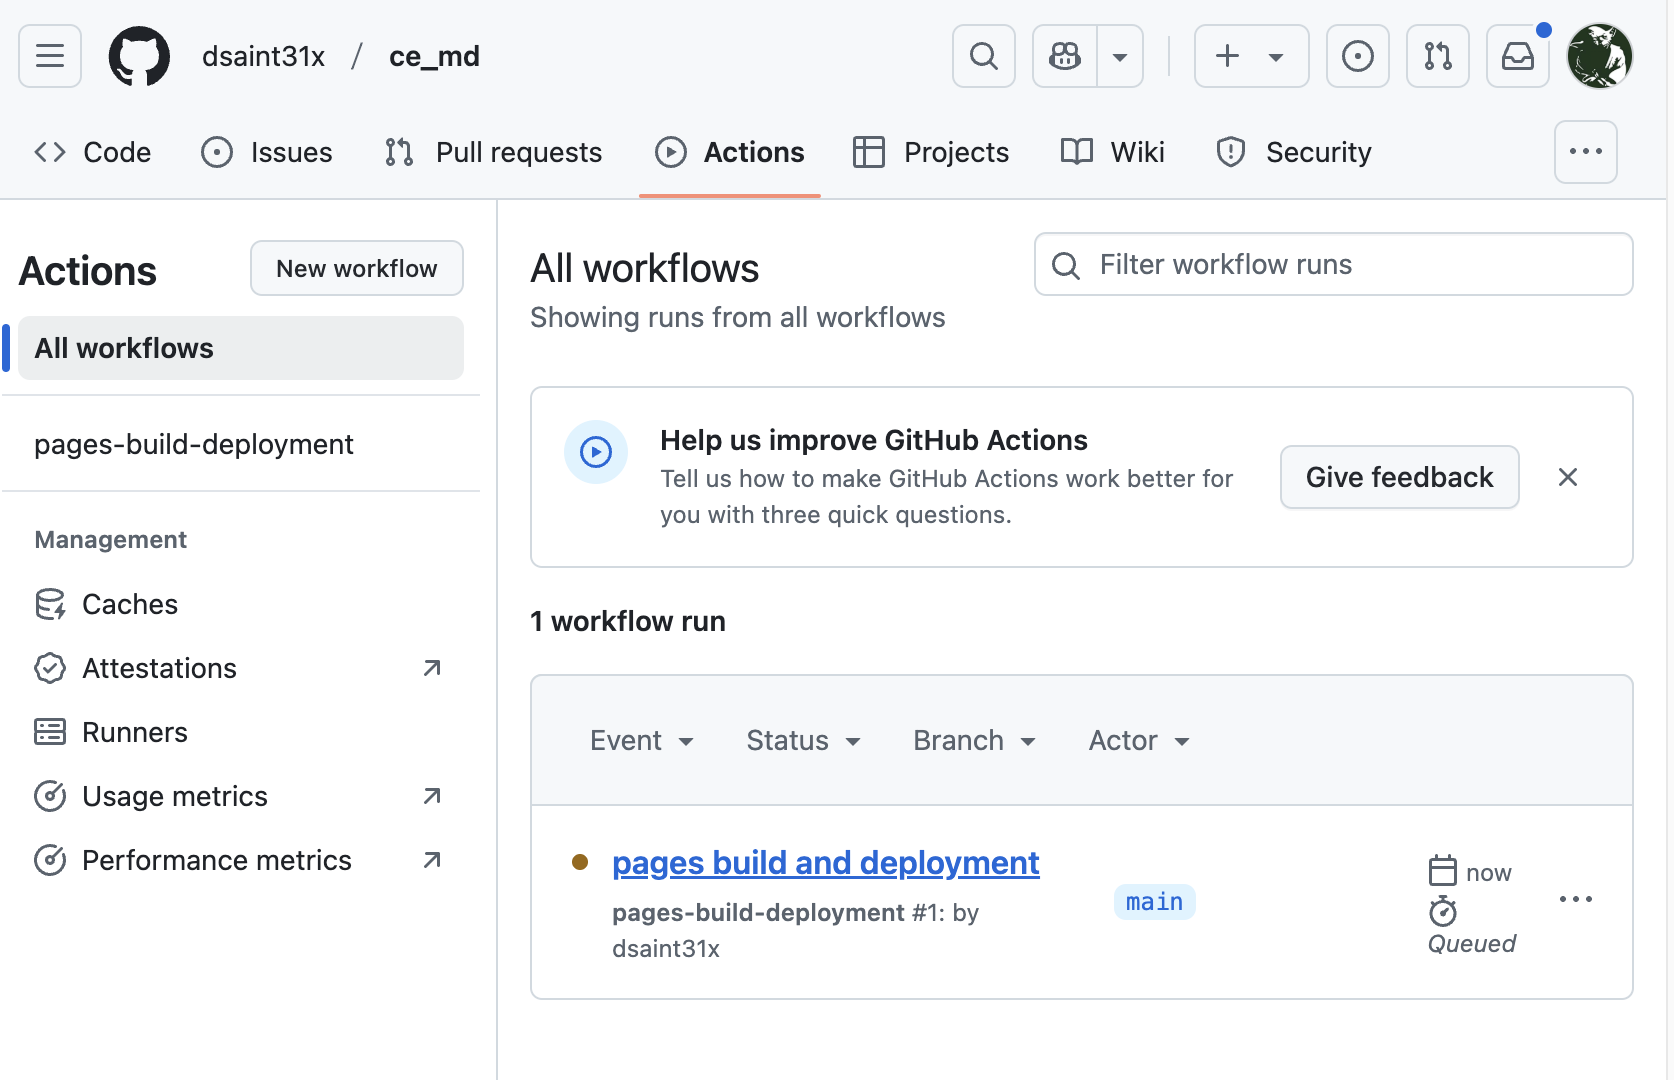 dsaint31x / ce_md
Code Issues Pull requests Actions Projects Wiki Security
Actions
New workflow
All workflows
pages-build-deployment
Management
Caches
Attestations
Runners
Usage metrics
Performance metrics
All workflows
Showing runs from all workflows
Filter workflow runs
Help us improve GitHub Actions
Tell us how to make GitHub Actions work better for
you with three quick questions.
Give feedback
1 workflow run
Event Status Branch Actor
pages build and deployment
pages-build-deployment #1: by
dsaint31x
main
now
Queued